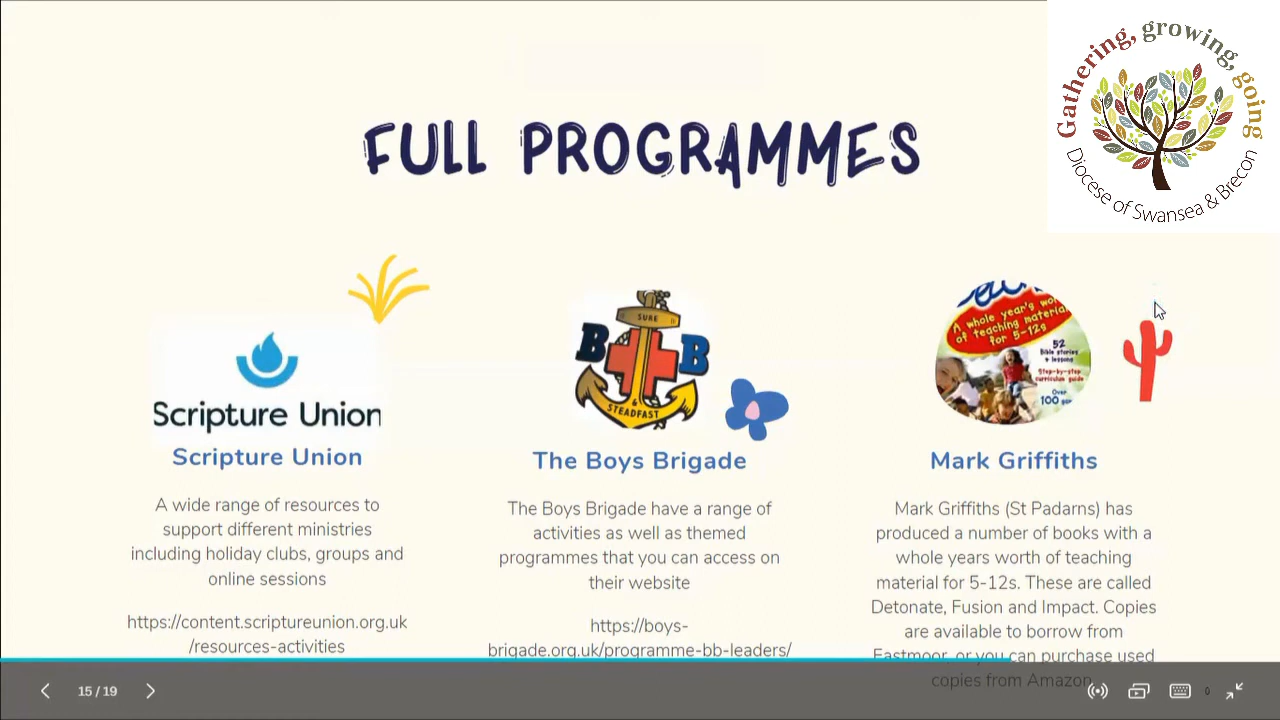 Gathering, growing, going
Diocese of Swansea & Brecon
FULL PROGRAMMES
Scripture Union
Scripture Union
A wide range of resources to
support different ministries
including holiday clubs, groups and
online sessions
https://content.scriptureunion.org.uk
/resources-activities
SURE
B B
&
STEADFAST
The Boys Brigade
The Boys Brigade have a range of
activities as well as themed
programmes that you can access on
their website
https://boys-
brigade.org.uk/programme-bb-leaders/
A whole year's
of teaching material
for 5-12s
52
Bible stories
+ lessons
Step-by-step
curriculum guide
Over
100
Mark Griffiths
Mark Griffiths (St Padarns) has
produced a number of books with a
whole years worth of teaching
material for 5-12s. These are called
Detonate, Fusion and Impact. Copies
are available to borrow from
Eastmoor, or you can purchase used
copies from Amazon
15 / 19
0